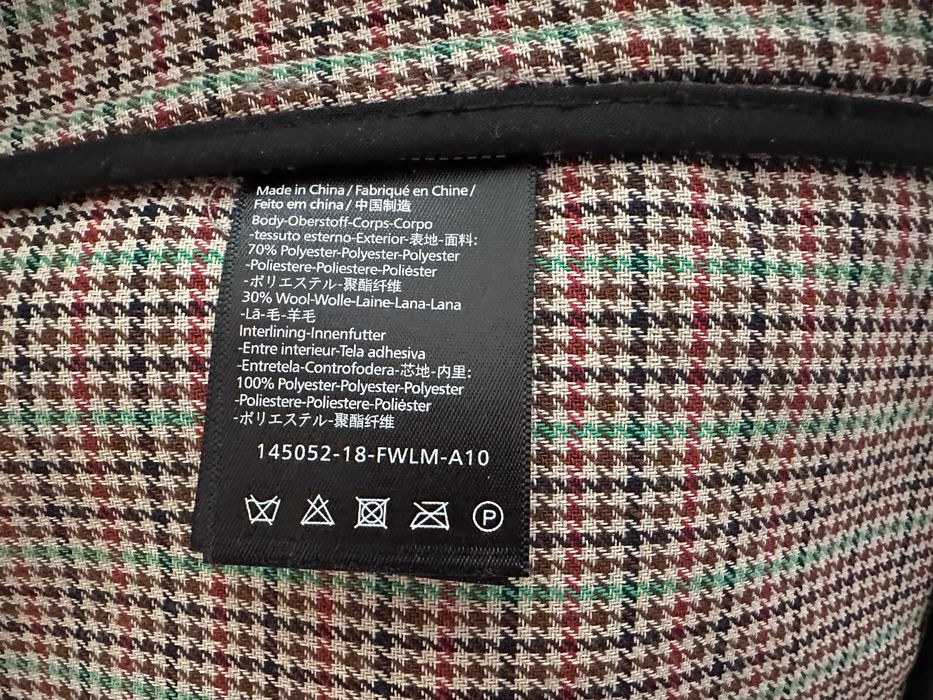 Made in China / Fabriqué en Chine /
Feito em china / 中国制造
Body-Oberstoff-Corps-Corpo
-tessuto esterno-Exterior-表地-面料:
70% Polyester-Polyester-Polyester
-Poliestere-Poliestere-Poliéster
-ポリエステル-聚酯纤维
30% Wool-Wolle-Laine-Lana-Lana
-Lã-毛-羊毛
Interlining-Innenfutter
-Entre interieur-Tela adhesiva
-Entretela-Controfodera-芯地-内里:
100% Polyester-Polyester-Polyester
-Poliestere-Poliestere-Poliéster
-ポリエステル-聚酯纤维
145052-18-FWLM-A10
P